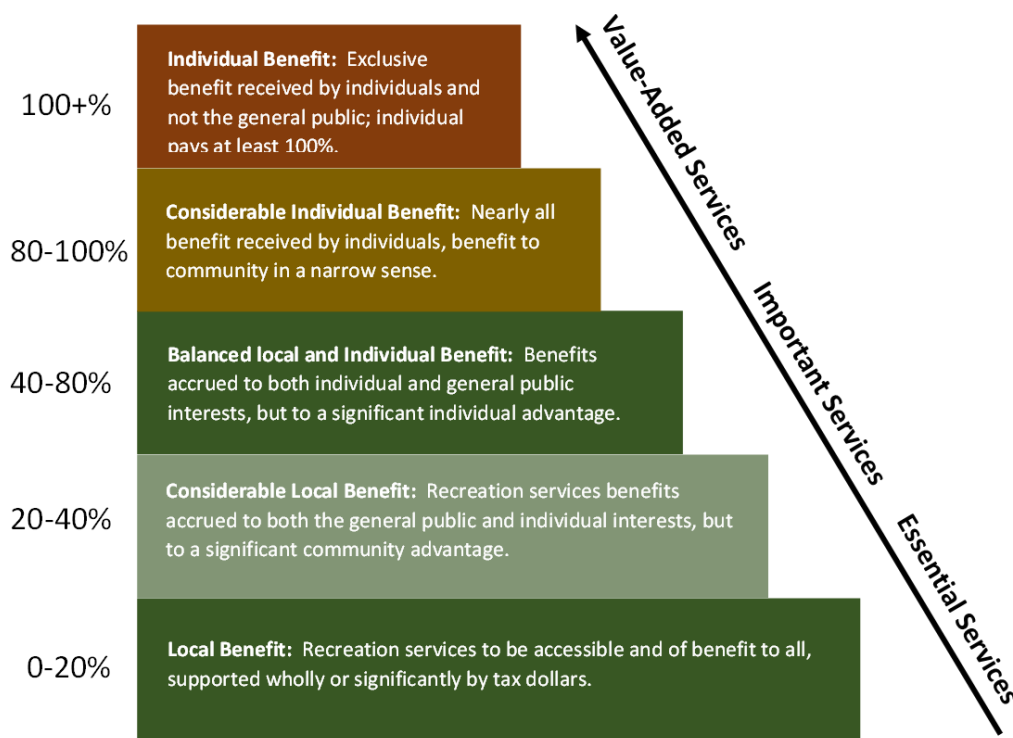 100+%
Individual Benefit: Exclusive
benefit received by individuals and
not the general public; individual
pays at least 100%.
80-100%
Considerable Individual Benefit: Nearly all
benefit received by individuals, benefit to
community in a narrow sense.
40-80%
Balanced local and Individual Benefit: Benefits
accrued to both individual and general public
interests, but to a significant individual advantage.
20-40%
Considerable Local Benefit: Recreation services benefits
accrued to both the general public and individual interests, but
to a significant community advantage.
0-20%
Local Benefit: Recreation services to be accessible and of benefit to all,
supported wholly or significantly by tax dollars.
Value-Added Services
Important Services
Essential Services